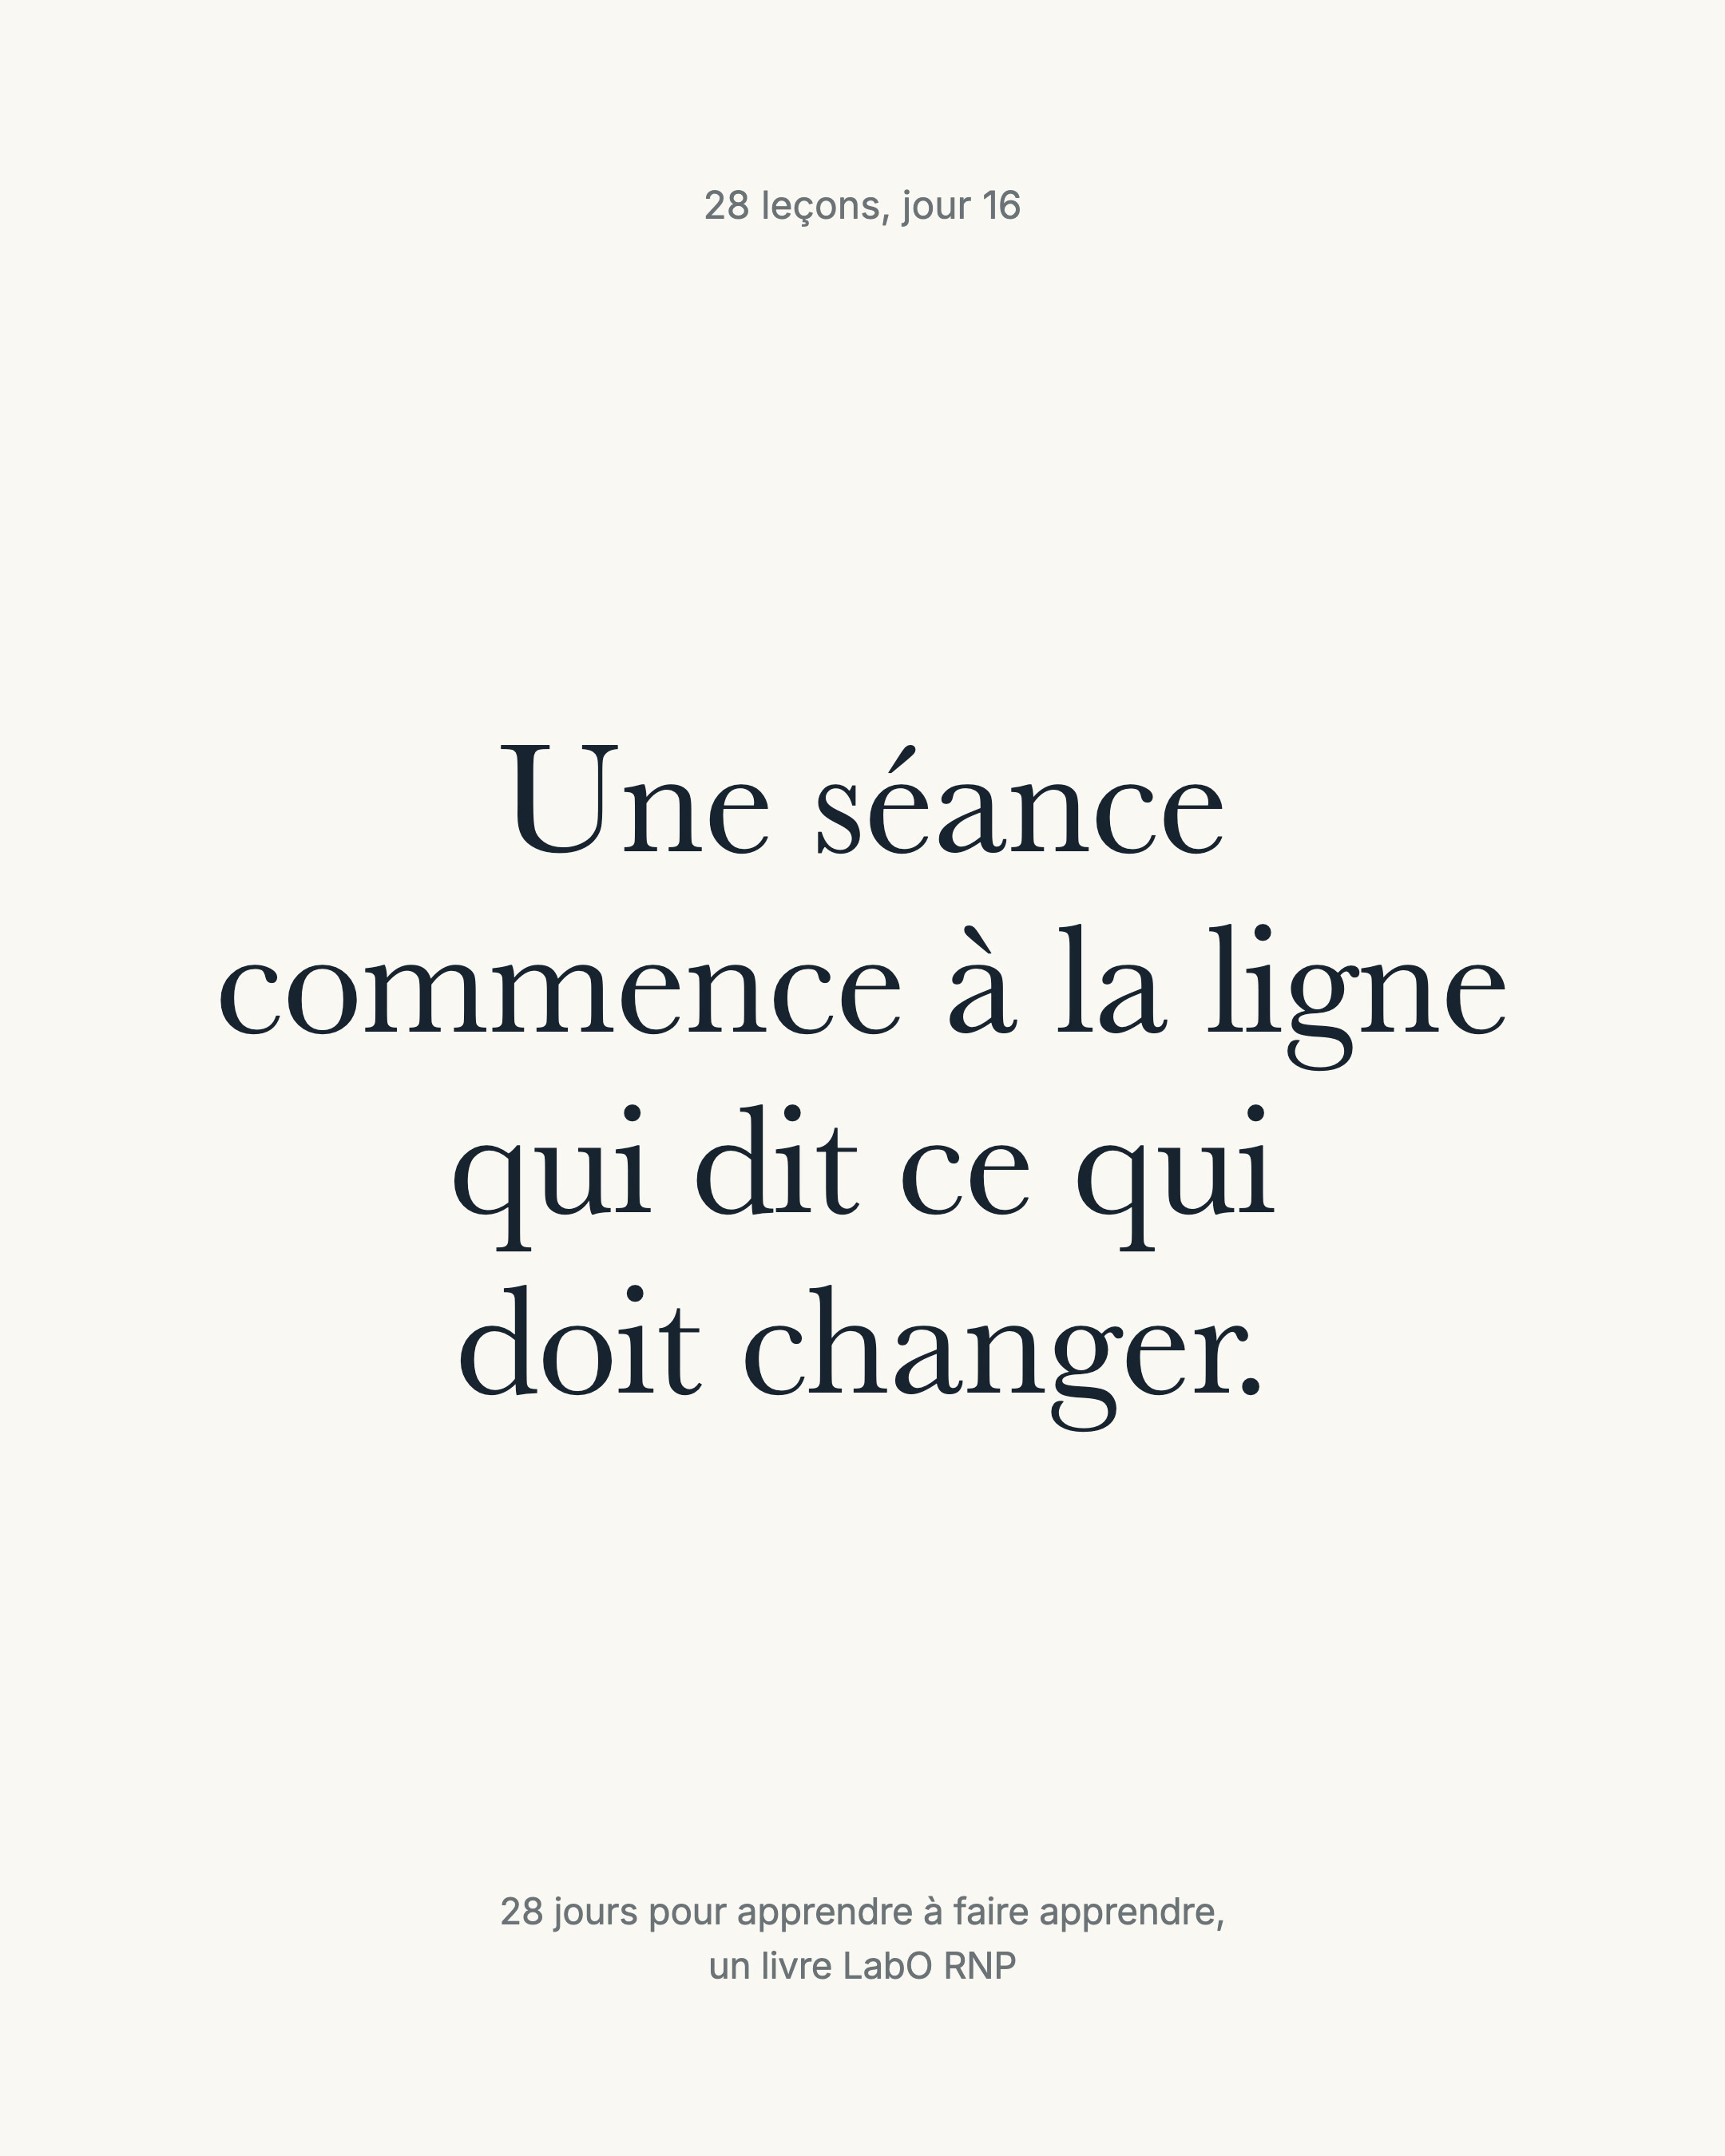 28 leçons, jour 16
Une séance
commence à la ligne
qui dit ce qui
doit changer.
28 jours pour apprendre à faire apprendre,
un livre LabO RNP